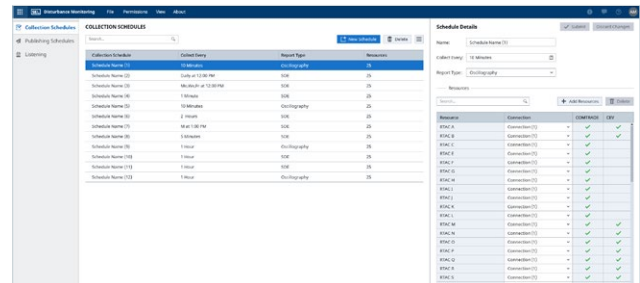 SEL Disturbance Monitoring File Permissions View About
Collection Schedules
Publishing Schedules
Listening
COLLECTION SCHEDULES
Search...
New Schedule
Delete
Collection Schedule Collect Every Report Type Resources
Schedule Name (1) 10 Minutes Oscillography 25
Schedule Name (2) Daily at 12:00 PM SOE 25
Schedule Name (3) at 12:00 PM SOE 25
Schedule Name (4) 1 Minute SOE 25
Schedule Name (5) 10 Minutes Oscillography 25
Schedule Name (6) 2 Hours SOE 25
Schedule Name (7) at 1:00 PM SOE 25
Schedule Name (8) 5 Minutes SOE 25
Schedule Name (9) 1 Hour Oscillography 25
Schedule Name (10) 1 Hour SOE 25
Schedule Name (11) 1 Hour SOE 25
Schedule Name (12) 1 Hour Oscillography 25
Schedule Details
Submit
Discard Changes
Name: Schedule Name (1)
Collect Every: 10 Minutes
Report Type: Oscillography
Resources
Search...
+ Add Resources
Delete
Resource Connection COMTRADE CEV
RTAC A Connection (1)
RTAC B Connection (1)
RTAC C Connection (1)
RTAC E Connection (1)
RTAC F Connection (1)
RTAC G Connection (1)
RTAC H Connection (1)
RTAC I Connection (1)
RTAC J Connection (1)
RTAC K Connection (1)
RTAC L Connection (1)
RTAC M Connection (1)
RTAC N Connection (1)
RTAC O Connection (1)
RTAC P Connection (1)
RTAC Q Connection (1)
RTAC R Connection (1)
RTAC S Connection (1)